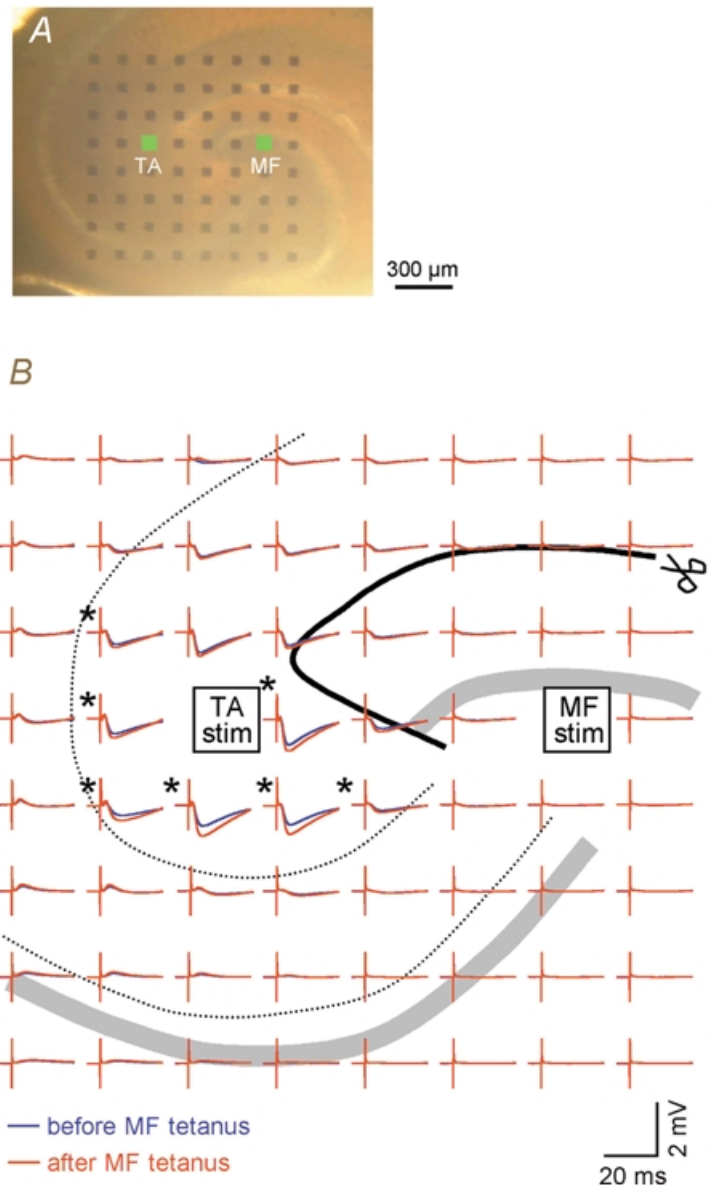 A
TA MF
300 μm
B
*
* TA stim * MF stim
* * * *
before MF tetanus
after MF tetanus
2 mV
20 ms